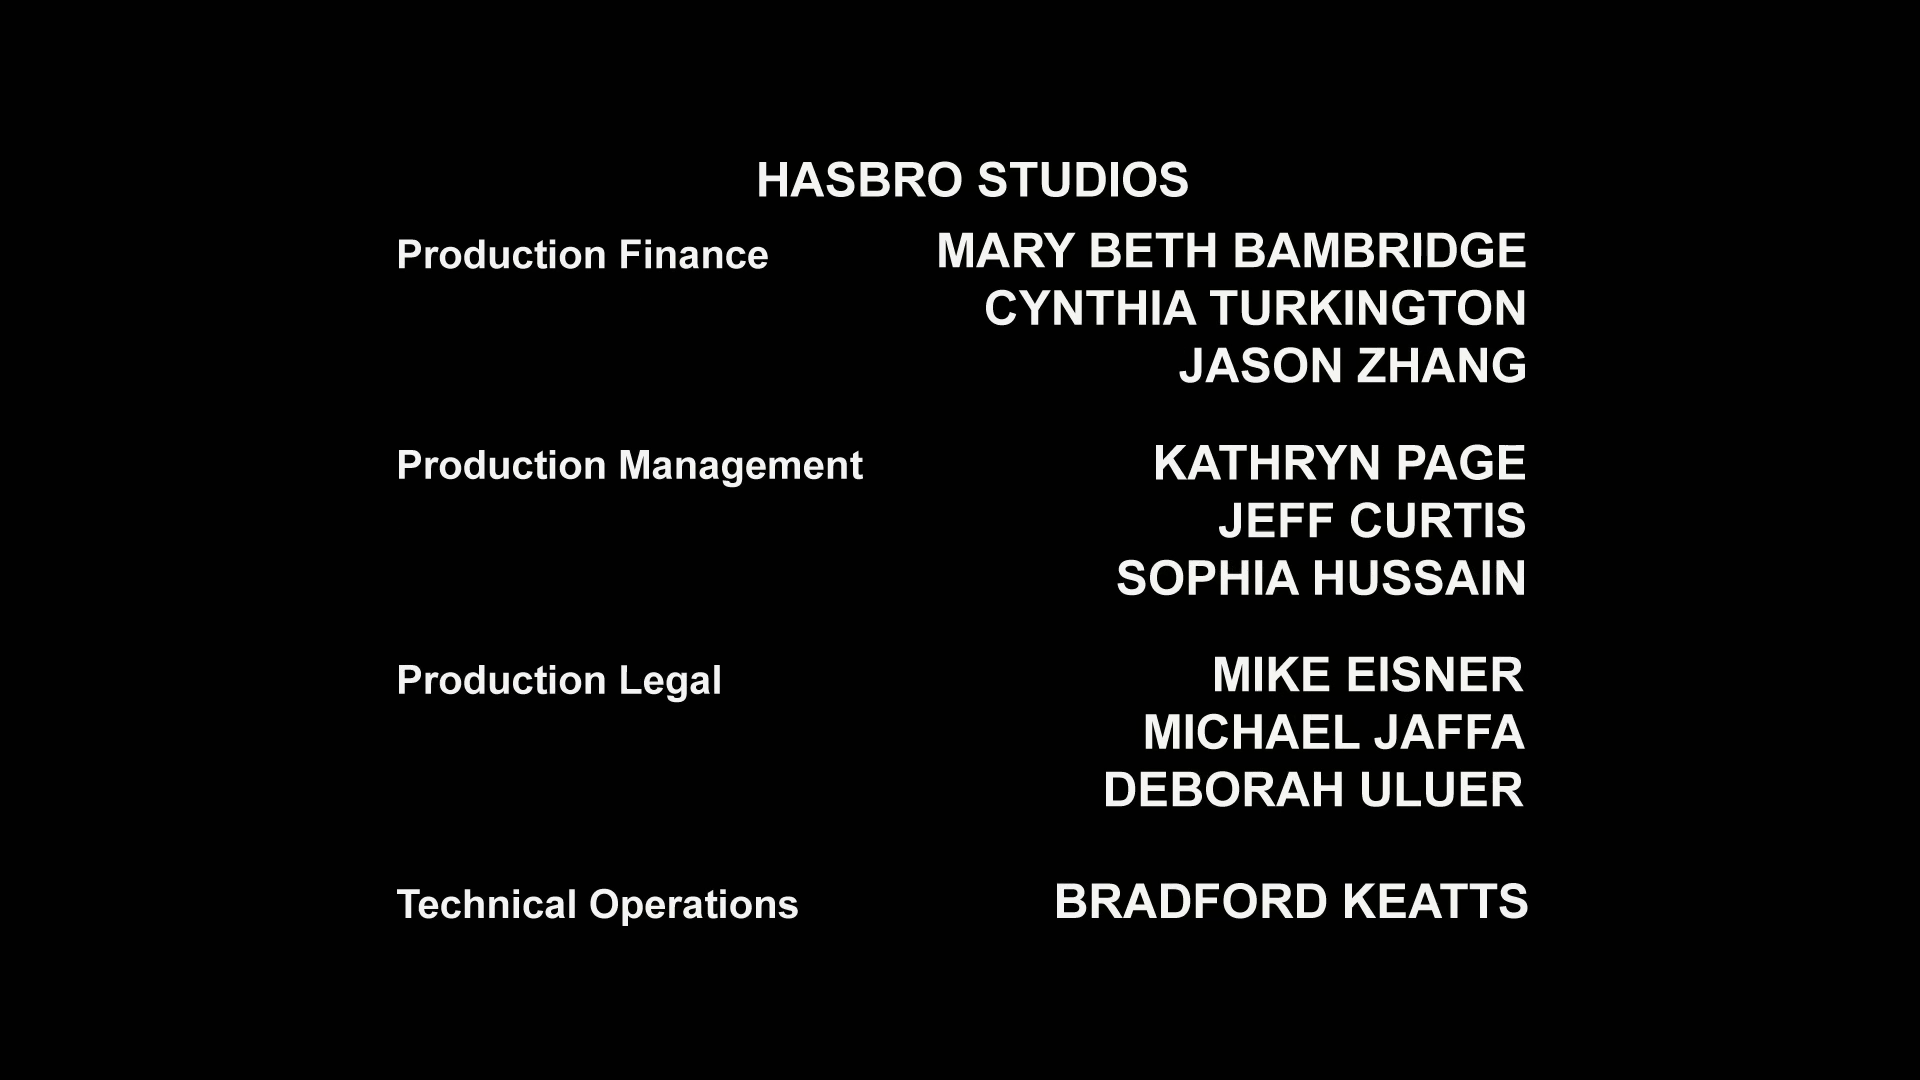 HASBRO STUDIOS
Production Finance MARY BETH BAMBRIDGE
CYNTHIA TURKINGTON
JASON ZHANG
Production Management KATHRYN PAGE
JEFF CURTIS
SOPHIA HUSSAIN
Production Legal MIKE EISNER
MICHAEL JAFFA
DEBORAH ULUER
Technical Operations BRADFORD KEATTS